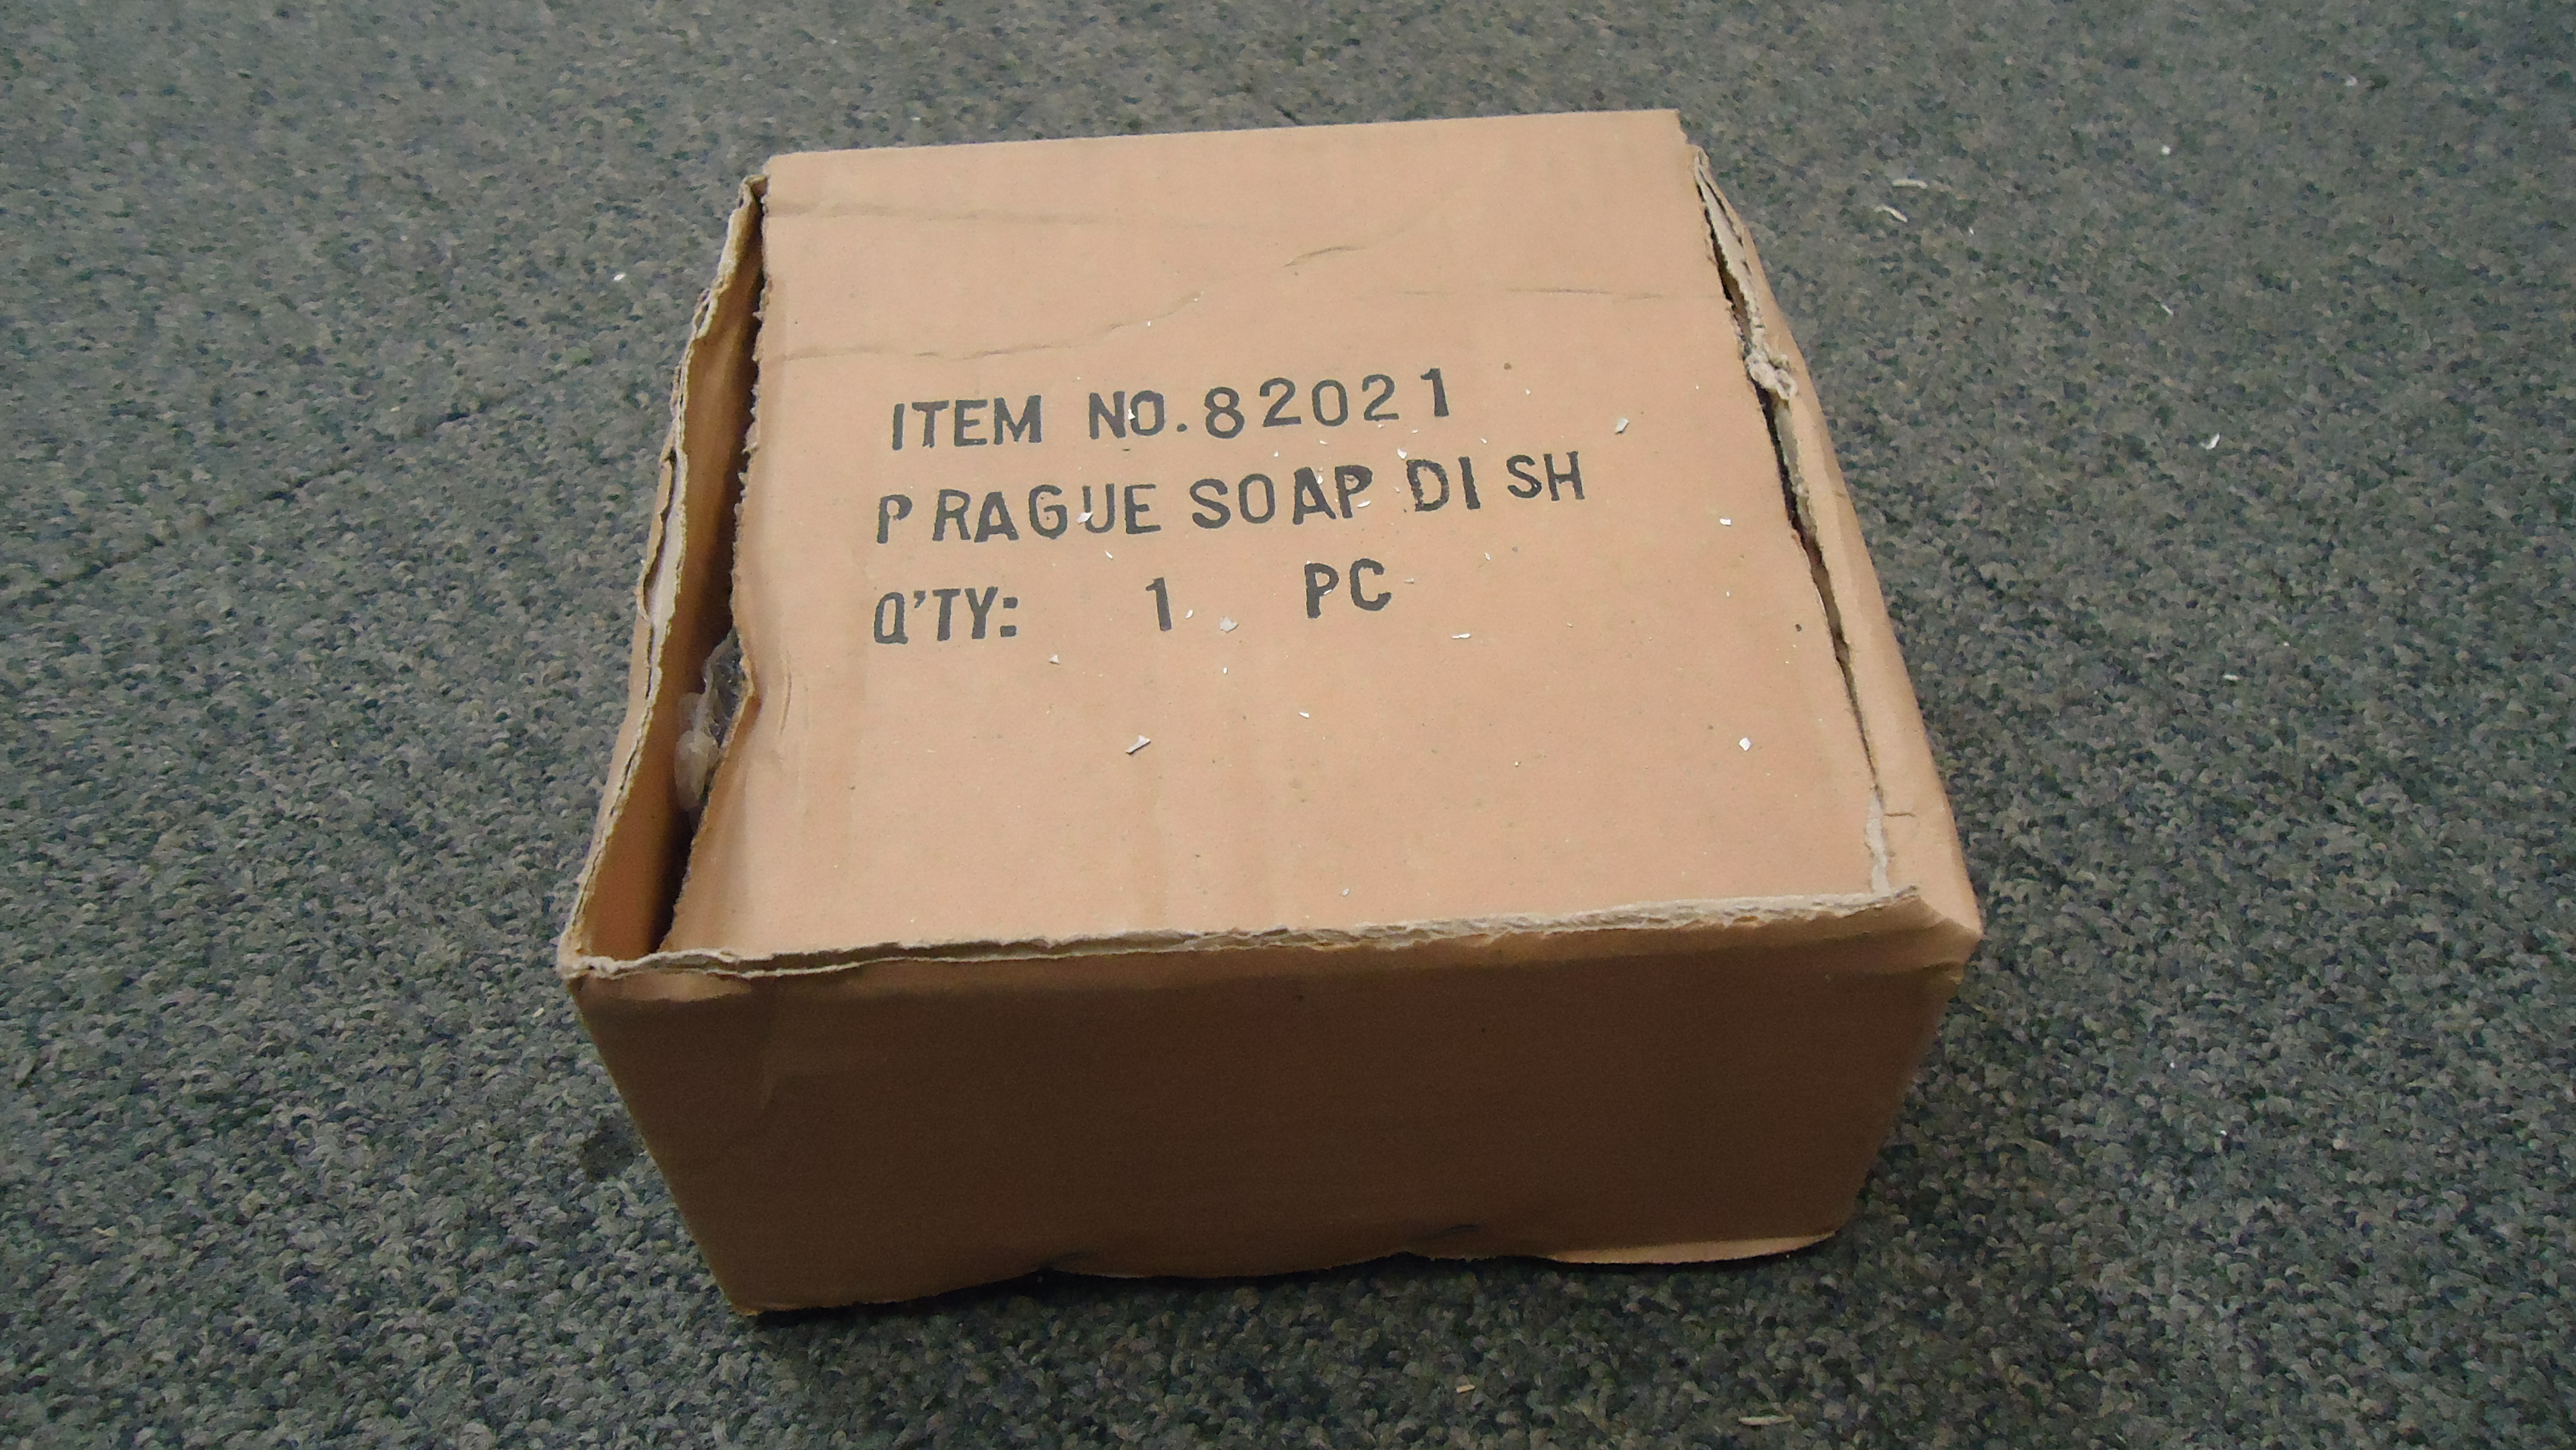 ITEM NO.82021
PRAGUE SOAP DISH
Q'TY: 1 PC